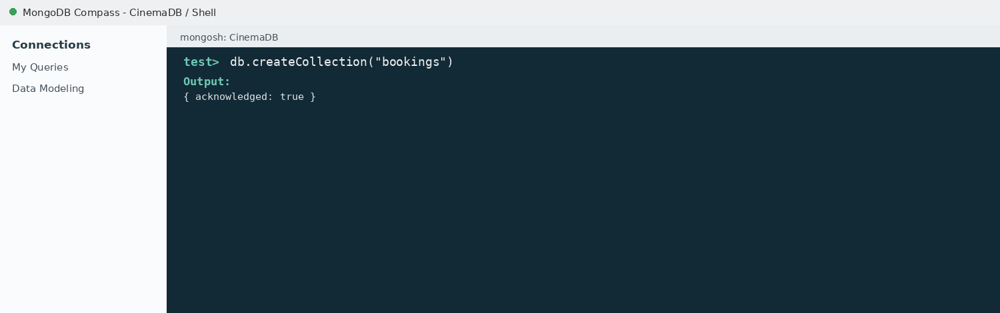 MongoDB Compass - CinemaDB / Shell
Connections
My Queries
Data Modeling
mongosh: CinemaDB
test> db.createCollection("bookings")
Output:
{ acknowledged: true }